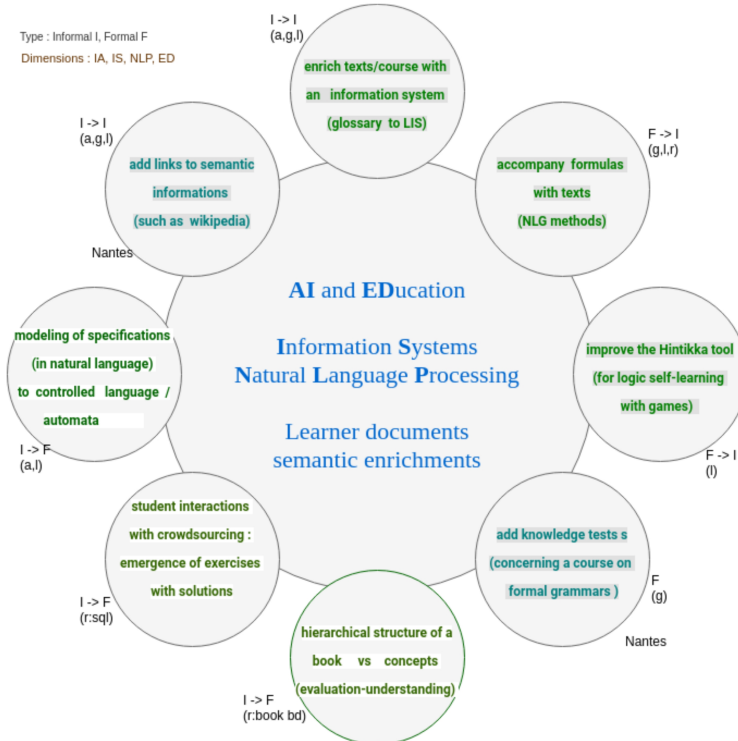 Type : Informal I, Formal F
Dimensions : IA, IS, NLP, ED
I -> I
(a,g,l)
enrich texts/course with
an information system
(glossary to LIS)
F -> I
(g,l,r)
accompany formulas
with texts
(NLG methods)
improve the Hintikka tool
(for logic self-learning
with games)
F -> I
(l)
add knowledge tests s
(concerning a course on
formal grammars )
F
(g)
Nantes
hierarchical structure of a
book vs concepts
(evaluation-understanding)
I -> F
(r:book bd)
student interactions
with crowdsourcing :
emergence of exercises
with solutions
I -> F
(r:sql)
modeling of specifications
(in natural language)
to controlled language /
automata
I -> F
(a,l)
I -> I
(a,g,l)
add links to semantic
informations
(such as wikipedia)
Nantes
AI and EDucation
Information Systems
Natural Language Processing
Learner documents
semantic enrichments